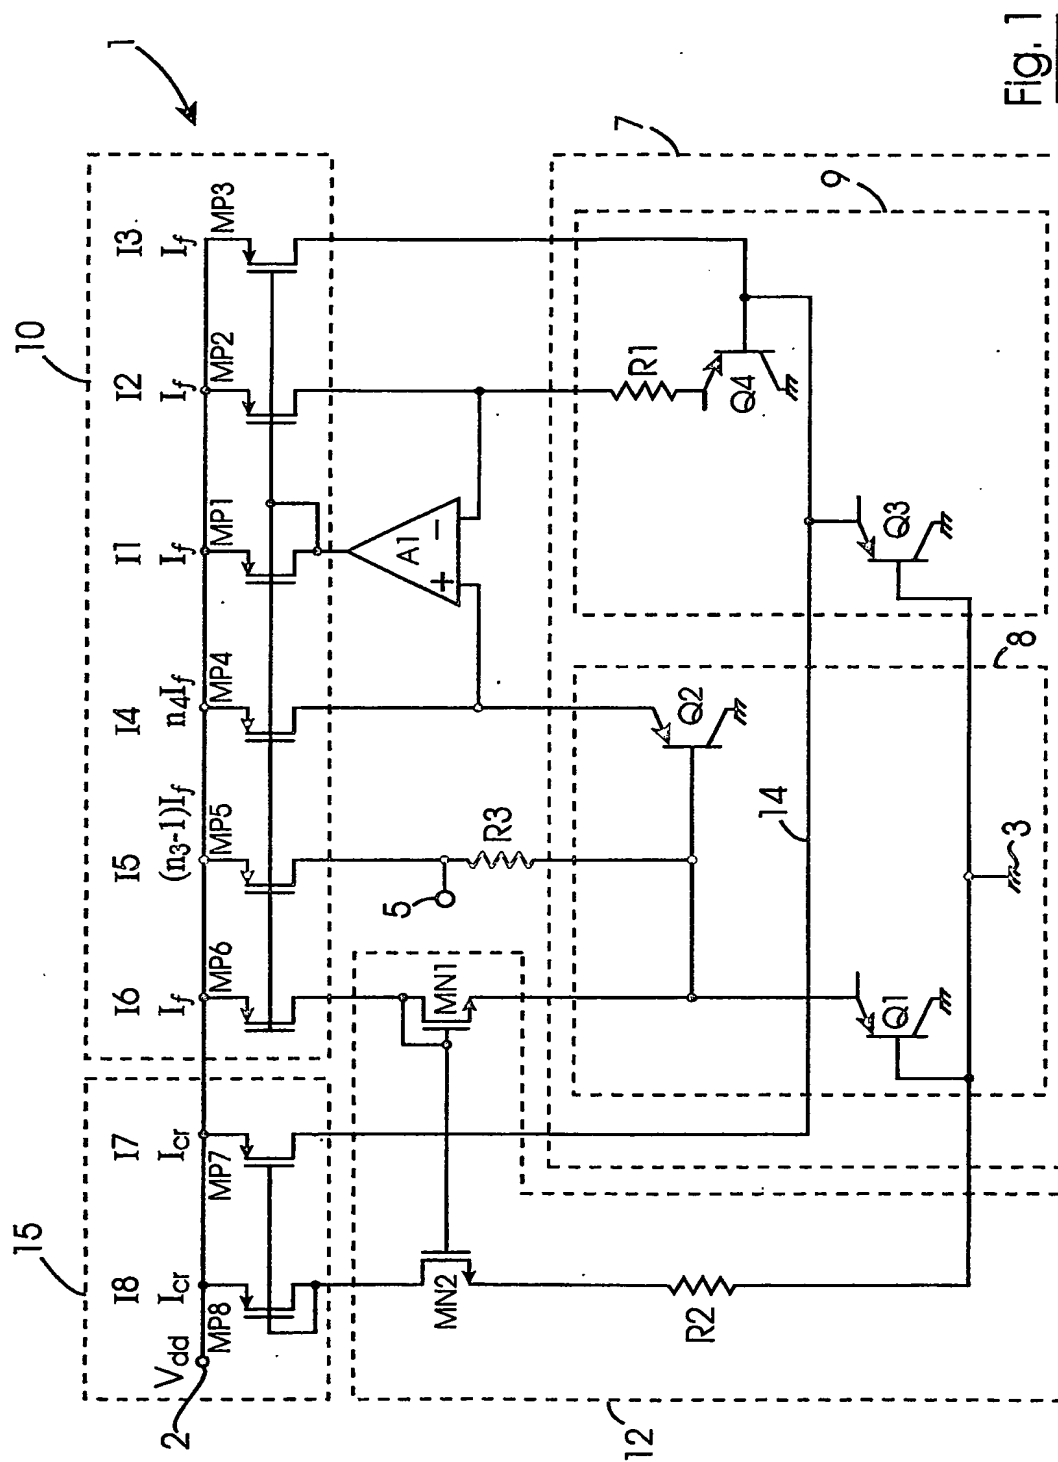 1
10
15
I8
I7
I6
I5
I4
I1
I2
I3
Icr
Icr
If
(n3-1)If
n4If
If
If
If
Vdd
2
MP8
MP7
MP6
MP5
MP4
MP1
MP2
MP3
A1
+
−
5
MN2
MN1
R3
R1
7
9
Q2
Q4
R2
14
Q1
Q3
12
3
8
Fig. 1